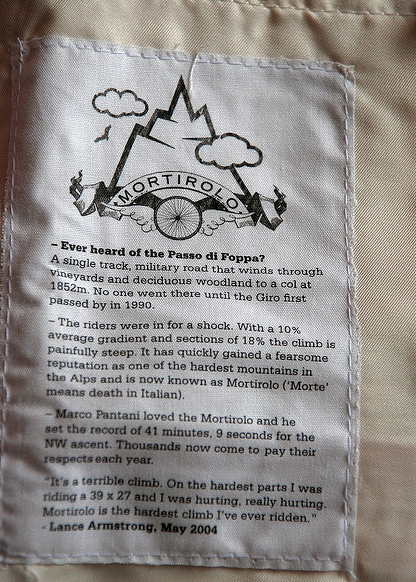 MORTIROLO
– Ever heard of the Passo di Foppa?
A single track, military road that winds through
vineyards and deciduous woodland to a col at
1852m. No one went there until the Giro first
passed by in 1990.
– The riders were in for a shock. With a 10%
average gradient and sections of 18% the climb is
painfully steep. It has quickly gained a fearsome
reputation as one of the hardest mountains in
the Alps and is now known as Mortirolo ('Morte'
means death in Italian).
– Marco Pantani loved the Mortirolo and he
set the record of 41 minutes, 9 seconds for the
NW ascent. Thousands now come to pay their
respects each year.
"It's a terrible climb. On the hardest parts I was
riding a 39 x 27 and I was hurting, really hurting.
Mortirolo is the hardest climb I've ever ridden."
- Lance Armstrong, May 2004